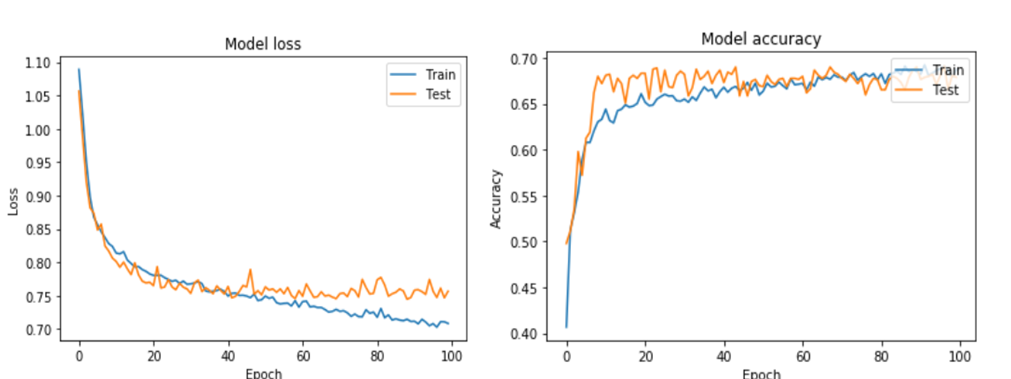 Model loss
1.10
1.05
1.00
0.95
0.90
0.85
0.80
0.75
0.70
Loss
0 20 40 60 80 100
Epoch
Train
Test
Model accuracy
0.70
0.65
0.60
0.55
0.50
0.45
0.40
Accuracy
0 20 40 60 80 100
Epoch
Train
Test